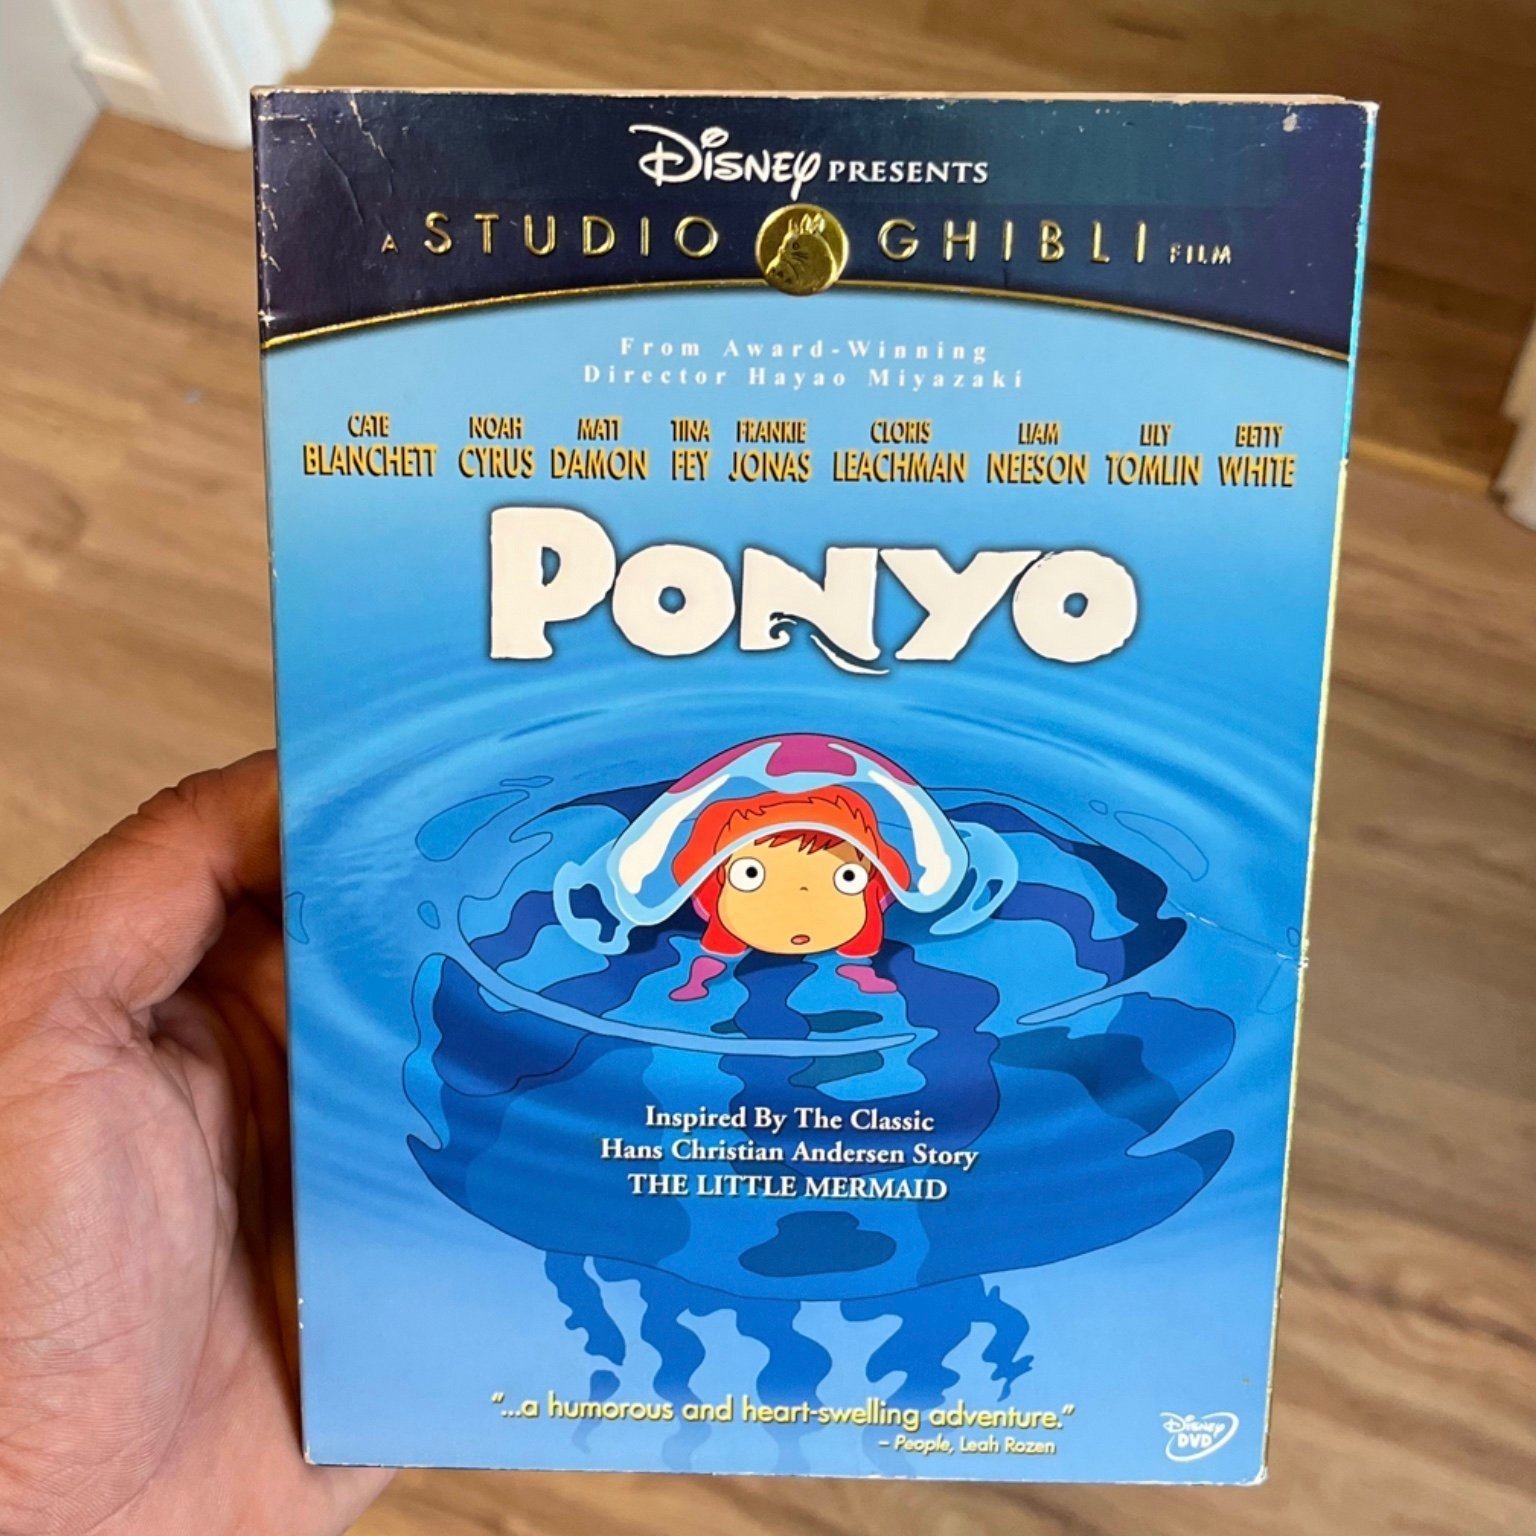 Disney PRESENTS
A STUDIO GHIBLI FILM
From Award-Winning
Director Hayao Miyazaki
CATE BLANCHETT NOAH CYRUS MATT DAMON TINA FEY FRANKIE JONAS CLORIS LEACHMAN LIAM NEESON LILY TOMLIN BETTY WHITE
PONYO
Inspired By The Classic
Hans Christian Andersen Story
THE LITTLE MERMAID
"...a humorous and heart-swelling adventure."
– People, Leah Rozen
Disney
DVD